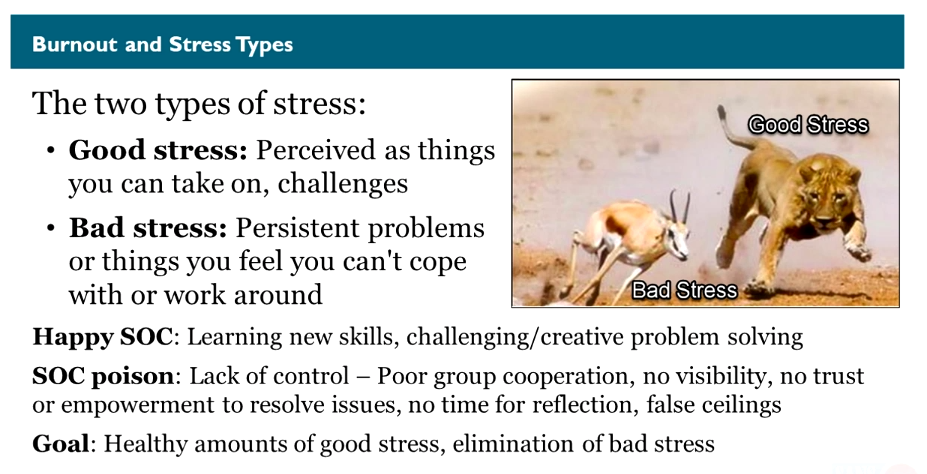 Burnout and Stress Types
The two types of stress:
• Good stress: Perceived as things
you can take on, challenges
• Bad stress: Persistent problems
or things you feel you can't cope
with or work around
Good Stress
Bad Stress
Happy SOC: Learning new skills, challenging/creative problem solving
SOC poison: Lack of control – Poor group cooperation, no visibility, no trust
or empowerment to resolve issues, no time for reflection, false ceilings
Goal: Healthy amounts of good stress, elimination of bad stress